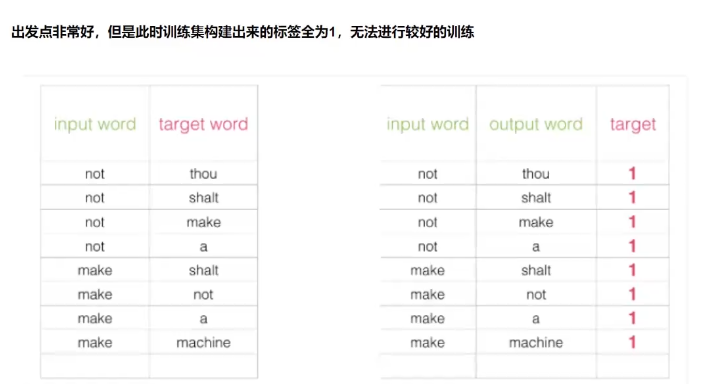 出发点非常好，但是此时训练集构建出来的标签全为1，无法进行较好的训练
input word target word
not thou
not shalt
not make
not a
make shalt
make not
make a
make machine
input word output word target
not thou 1
not shalt 1
not make 1
not a 1
make shalt 1
make not 1
make a 1
make machine 1